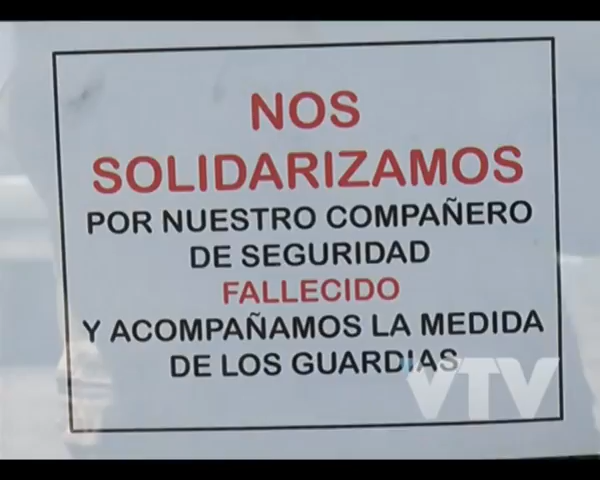 NOS
SOLIDARIZAMOS
POR NUESTRO COMPAÑERO
DE SEGURIDAD
FALLECIDO
Y ACOMPAÑAMOS LA MEDIDA
DE LOS GUARDIAS
VTV